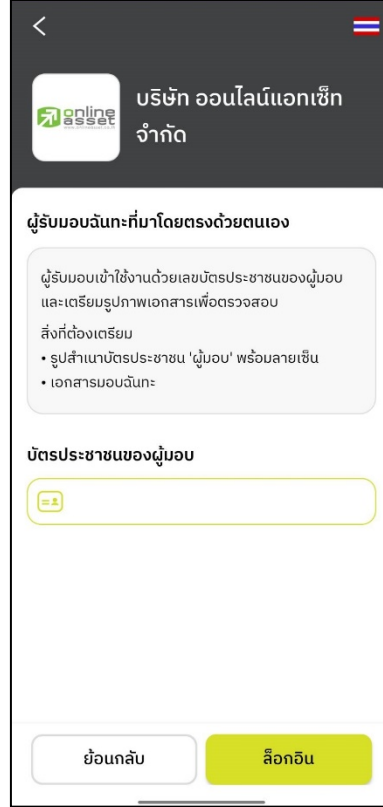 online
asset
www.onlineasset.co.th
บริษัท ออนไลน์แอทเซ็ท
จำกัด
ผู้รับมอบฉันทะที่มาโดยตรงด้วยตนเอง
ผู้รับมอบเข้าใช้งานด้วยเลขบัตรประชาชนของผู้มอบ
และเตรียมรูปภาพเอกสารเพื่อตรวจสอบ
สิ่งที่ต้องเตรียม
• รูปสำเนาบัตรประชาชน 'ผู้มอบ' พร้อมลายเซ็น
• เอกสารมอบฉันทะ
บัตรประชาชนของผู้มอบ
ย้อนกลับ
ล็อกอิน